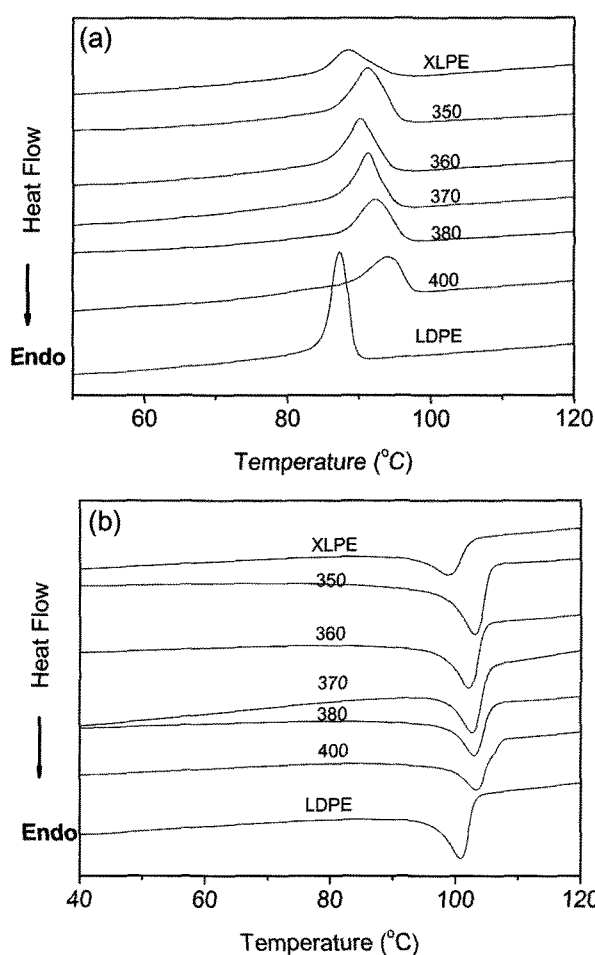 (a)
XLPE
350
360
370
380
400
LDPE
Heat Flow
Endo
60 80 100 120
Temperature (°C)
(b)
XLPE
350
360
370
380
400
LDPE
Heat Flow
Endo
40 60 80 100 120
Temperature (°C)